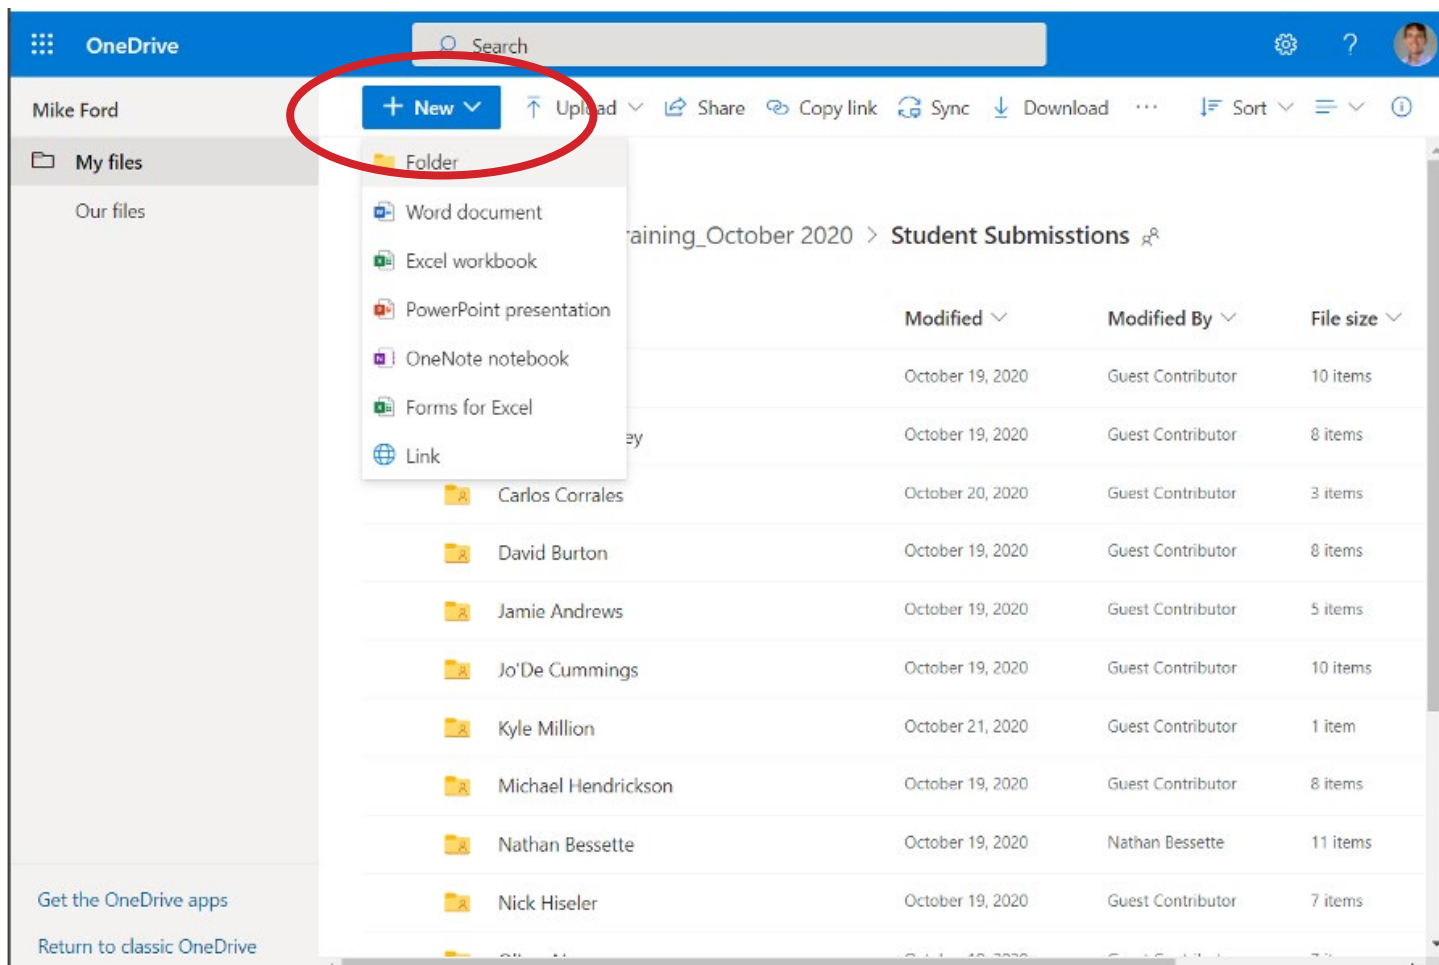 OneDrive
Search
?
Mike Ford
New
Upload
Share
Copy link
Sync
Download
...
Sort
My files
Our files
Folder
Word document
Excel workbook
PowerPoint presentation
OneNote notebook
Forms for Excel
Link
raining_October 2020 > Student Submisstions
Modified
Modified By
File size
October 19, 2020 Guest Contributor 10 items
ey October 19, 2020 Guest Contributor 8 items
Carlos Corrales October 20, 2020 Guest Contributor 3 items
David Burton October 19, 2020 Guest Contributor 8 items
Jamie Andrews October 19, 2020 Guest Contributor 5 items
Jo'De Cummings October 19, 2020 Guest Contributor 10 items
Kyle Million October 21, 2020 Guest Contributor 1 item
Michael Hendrickson October 19, 2020 Guest Contributor 8 items
Nathan Bessette October 19, 2020 Nathan Bessette 11 items
Nick Hiseler October 19, 2020 Guest Contributor 7 items
Get the OneDrive apps
Return to classic OneDrive